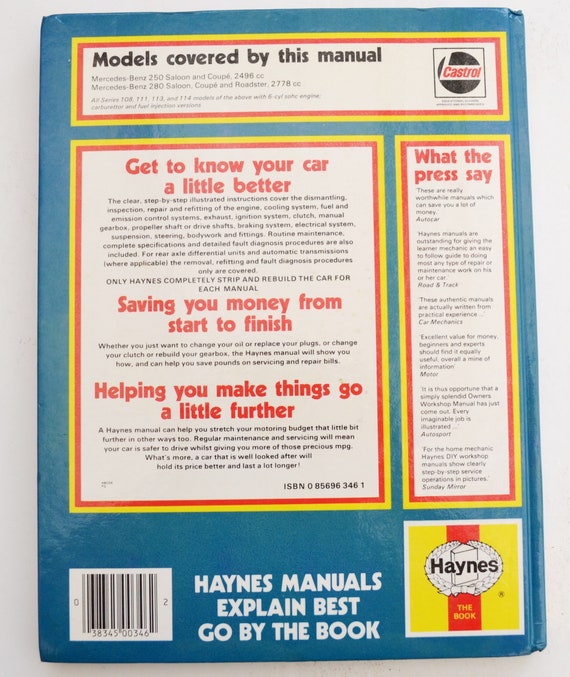 Models covered by this manual
Mercedes-Benz 250 Saloon and Coupé, 2496 cc
Mercedes-Benz 280 Saloon, Coupé and Roadster, 2778 cc
All Series 108, 111, 113, and 114 models of the above with 6-cyl sohc engine;
carburettor and fuel injection versions.
Castrol
Get to know your car
a little better
The clear, step-by-step illustrated instructions cover the dismantling,
inspection, repair and refitting of the engine, cooling system, fuel and
emission control systems, exhaust, ignition system, clutch, manual
gearbox, propeller shaft or drive shafts, braking system, electrical system,
suspension, steering, bodywork and fittings. Routine maintenance,
complete specifications and detailed fault diagnosis procedures are also
included. For rear axle differential units and automatic transmissions
(where applicable) the removal, refitting and fault diagnosis procedures
only are covered.
ONLY HAYNES COMPLETELY STRIP AND REBUILD THE CAR FOR
EACH MANUAL
Saving you money from
start to finish
Whether you just want to change your oil or replace your plugs, or change
your clutch or rebuild your gearbox, the Haynes manual will show you
how, and can help you save pounds on servicing and repair bills.
Helping you make things go
a little further
A Haynes manual can help you stretch your motoring budget that little bit
further in other ways too. Regular maintenance and servicing will mean
your car is safer to drive whilst giving you more of those precious mpg.
What's more, a car that is well looked after will
hold its price better and last a lot longer!
ISBN 0 85696 346 1
What the
press say
'These are really
worthwhile manuals which
can save you a lot of
money.
Autocar
'Haynes manuals are
outstanding for giving the
learner mechanic an easy
to follow guide to doing
most any type of repair or
maintenance work on his
or her car'
Road & Track
'These authentic manuals
are actually written from
practical experience ...'
Car Mechanics
'Excellent value for money,
beginners and experts
should find it equally
useful, overall a mine of
information'
Motor
'It is thus opportune that a
simply splendid Owners
Workshop Manual has just
come out. Every
imaginable job is
illustrated ...'
Autosport
'For the home mechanic
Haynes DIY workshop
manuals show clearly
step-by-step service
operations in pictures.'
Sunday Mirror
0 2
38345 00346
HAYNES MANUALS
EXPLAIN BEST
GO BY THE BOOK
Haynes
®
THE
BOOK